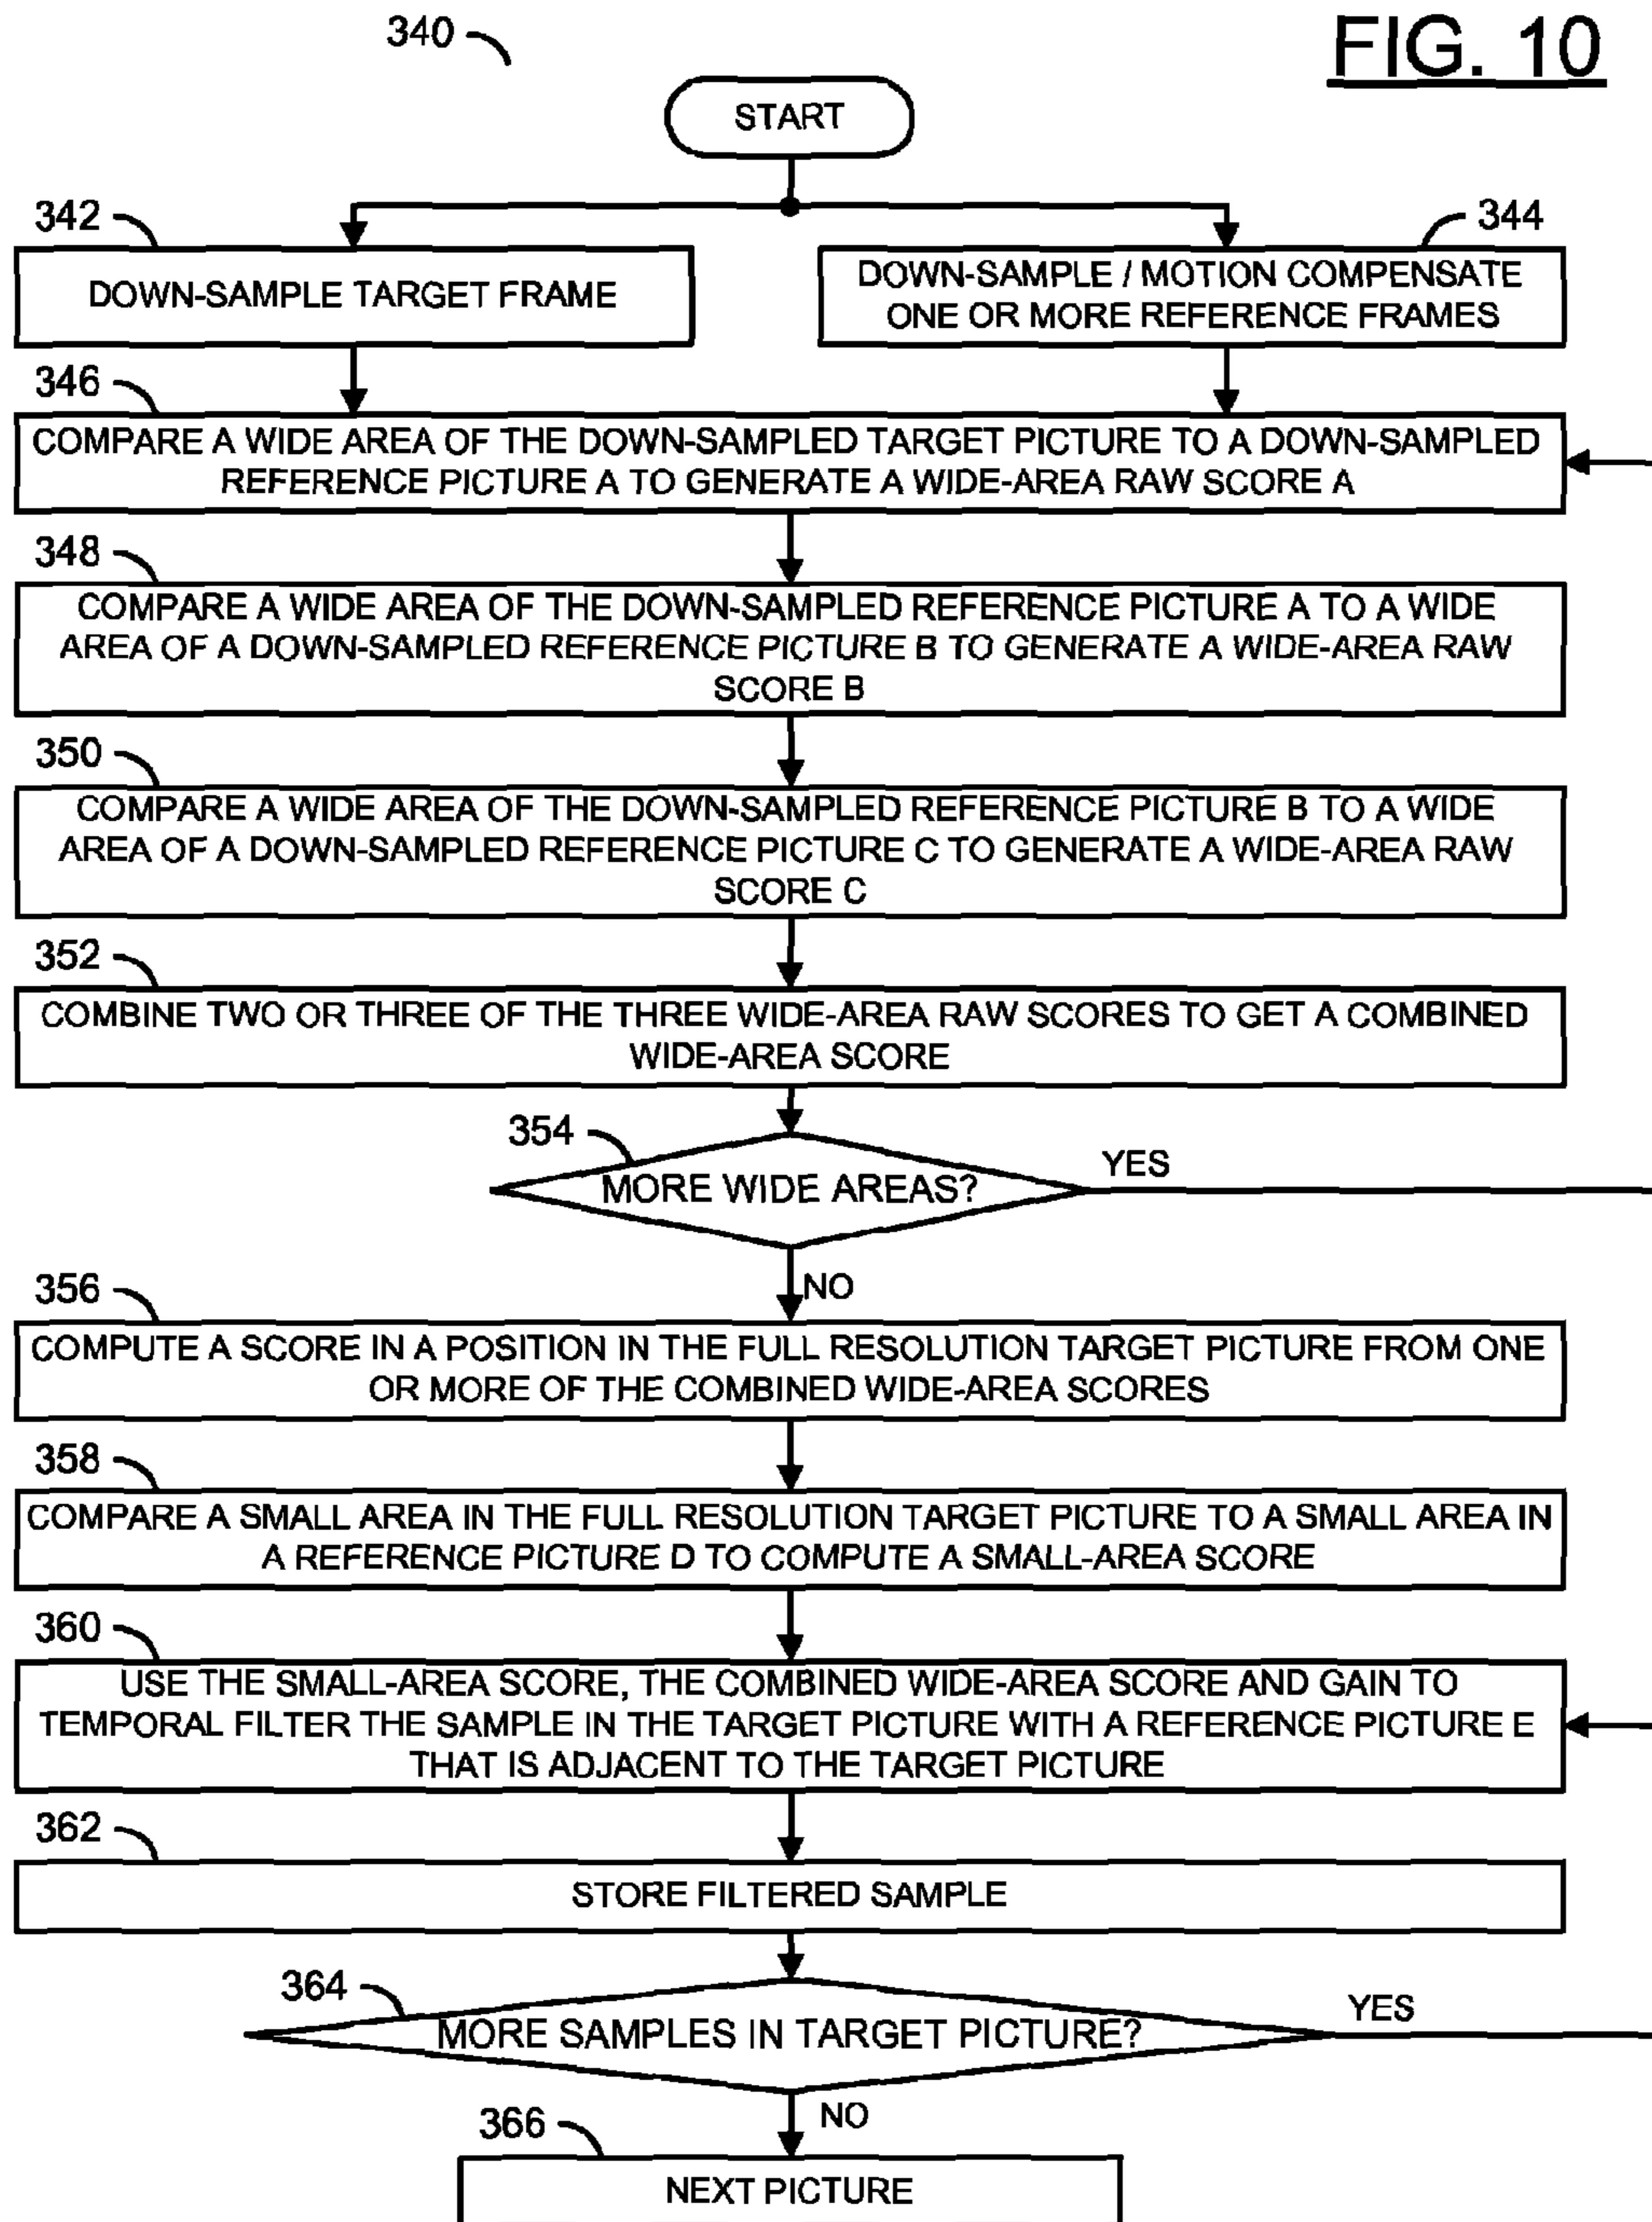 340
FIG. 10
START
342
344
DOWN-SAMPLE TARGET FRAME
DOWN-SAMPLE / MOTION COMPENSATE
ONE OR MORE REFERENCE FRAMES
346
COMPARE A WIDE AREA OF THE DOWN-SAMPLED TARGET PICTURE TO A DOWN-SAMPLED
REFERENCE PICTURE A TO GENERATE A WIDE-AREA RAW SCORE A
348
COMPARE A WIDE AREA OF THE DOWN-SAMPLED REFERENCE PICTURE A TO A WIDE
AREA OF A DOWN-SAMPLED REFERENCE PICTURE B TO GENERATE A WIDE-AREA RAW
SCORE B
350
COMPARE A WIDE AREA OF THE DOWN-SAMPLED REFERENCE PICTURE B TO A WIDE
AREA OF A DOWN-SAMPLED REFERENCE PICTURE C TO GENERATE A WIDE-AREA RAW
SCORE C
352
COMBINE TWO OR THREE OF THE THREE WIDE-AREA RAW SCORES TO GET A COMBINED
WIDE-AREA SCORE
354
MORE WIDE AREAS?
YES
NO
356
COMPUTE A SCORE IN A POSITION IN THE FULL RESOLUTION TARGET PICTURE FROM ONE
OR MORE OF THE COMBINED WIDE-AREA SCORES
358
COMPARE A SMALL AREA IN THE FULL RESOLUTION TARGET PICTURE TO A SMALL AREA IN
A REFERENCE PICTURE D TO COMPUTE A SMALL-AREA SCORE
360
USE THE SMALL-AREA SCORE, THE COMBINED WIDE-AREA SCORE AND GAIN TO
TEMPORAL FILTER THE SAMPLE IN THE TARGET PICTURE WITH A REFERENCE PICTURE E
THAT IS ADJACENT TO THE TARGET PICTURE
362
STORE FILTERED SAMPLE
364
MORE SAMPLES IN TARGET PICTURE?
YES
NO
366
NEXT PICTURE